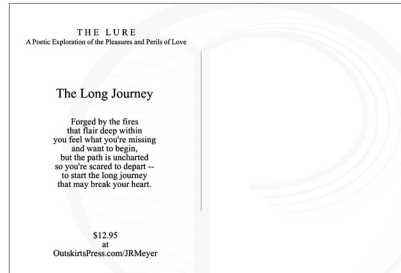 THE LURE
A Poetic Exploration of the Pleasures and Perils of Love
The Long Journey
Forged by the fires
that flair deep within
you feel what you're missing
and want to begin,
but the path is uncharted
so you're scared to depart --
to start the long journey
that may break your heart.
$12.95
at
OutskirtsPress.com/JRMeyer